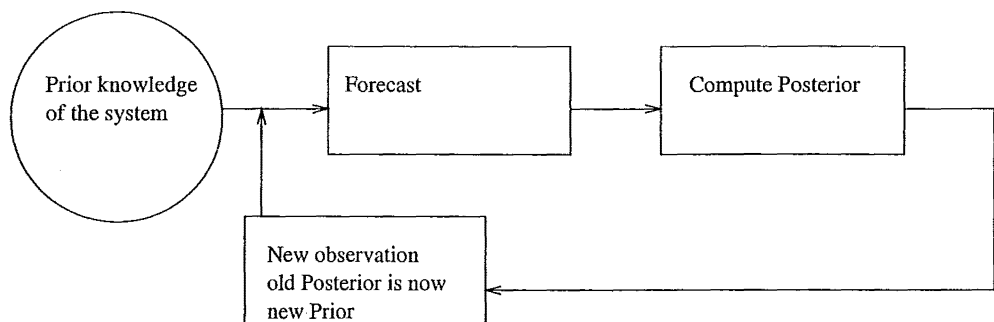 Prior knowledge
of the system
Forecast
Compute Posterior
New observation
old Posterior is now
new Prior